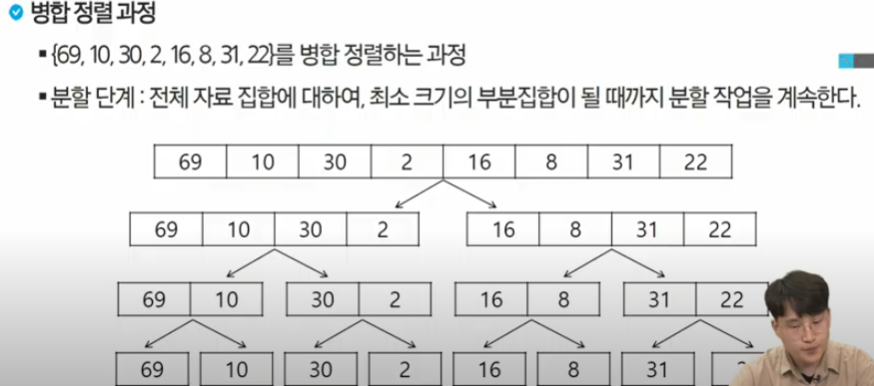 병합 정렬 과정
{69, 10, 30, 2, 16, 8, 31, 22}를 병합 정렬하는 과정
분할 단계 : 전체 자료 집합에 대하여, 최소 크기의 부분집합이 될 때까지 분할 작업을 계속한다.
69 10 30 2 16 8 31 22
69 10 30 2 16 8 31 22
69 10 30 2 16 8 31 22
69 10 30 2 16 8 31